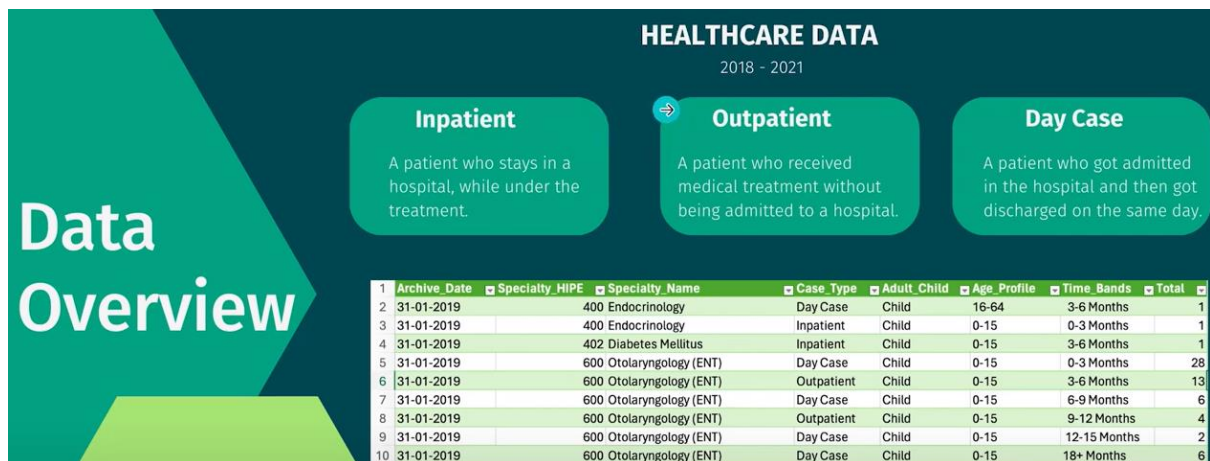 HEALTHCARE DATA
2018 - 2021
Data
Overview
Inpatient
A patient who stays in a
hospital, while under the
treatment.
Outpatient
A patient who received
medical treatment without
being admitted to a hospital.
Day Case
A patient who got admitted
in the hospital and then got
discharged on the same day.
1 Archive_Date Specialty_HIPE Specialty_Name Case_Type Adult_Child Age_Profile Time_Bands Total
2 31-01-2019 400 Endocrinology Day Case Child 16-64 3-6 Months 1
3 31-01-2019 400 Endocrinology Inpatient Child 0-15 0-3 Months 1
4 31-01-2019 402 Diabetes Mellitus Inpatient Child 0-15 3-6 Months 1
5 31-01-2019 600 Otolaryngology (ENT) Day Case Child 0-15 0-3 Months 28
6 31-01-2019 600 Otolaryngology (ENT) Outpatient Child 0-15 3-6 Months 13
7 31-01-2019 600 Otolaryngology (ENT) Day Case Child 0-15 6-9 Months 6
8 31-01-2019 600 Otolaryngology (ENT) Outpatient Child 0-15 9-12 Months 4
9 31-01-2019 600 Otolaryngology (ENT) Day Case Child 0-15 12-15 Months 2
10 31-01-2019 600 Otolaryngology (ENT) Day Case Child 0-15 18+ Months 6